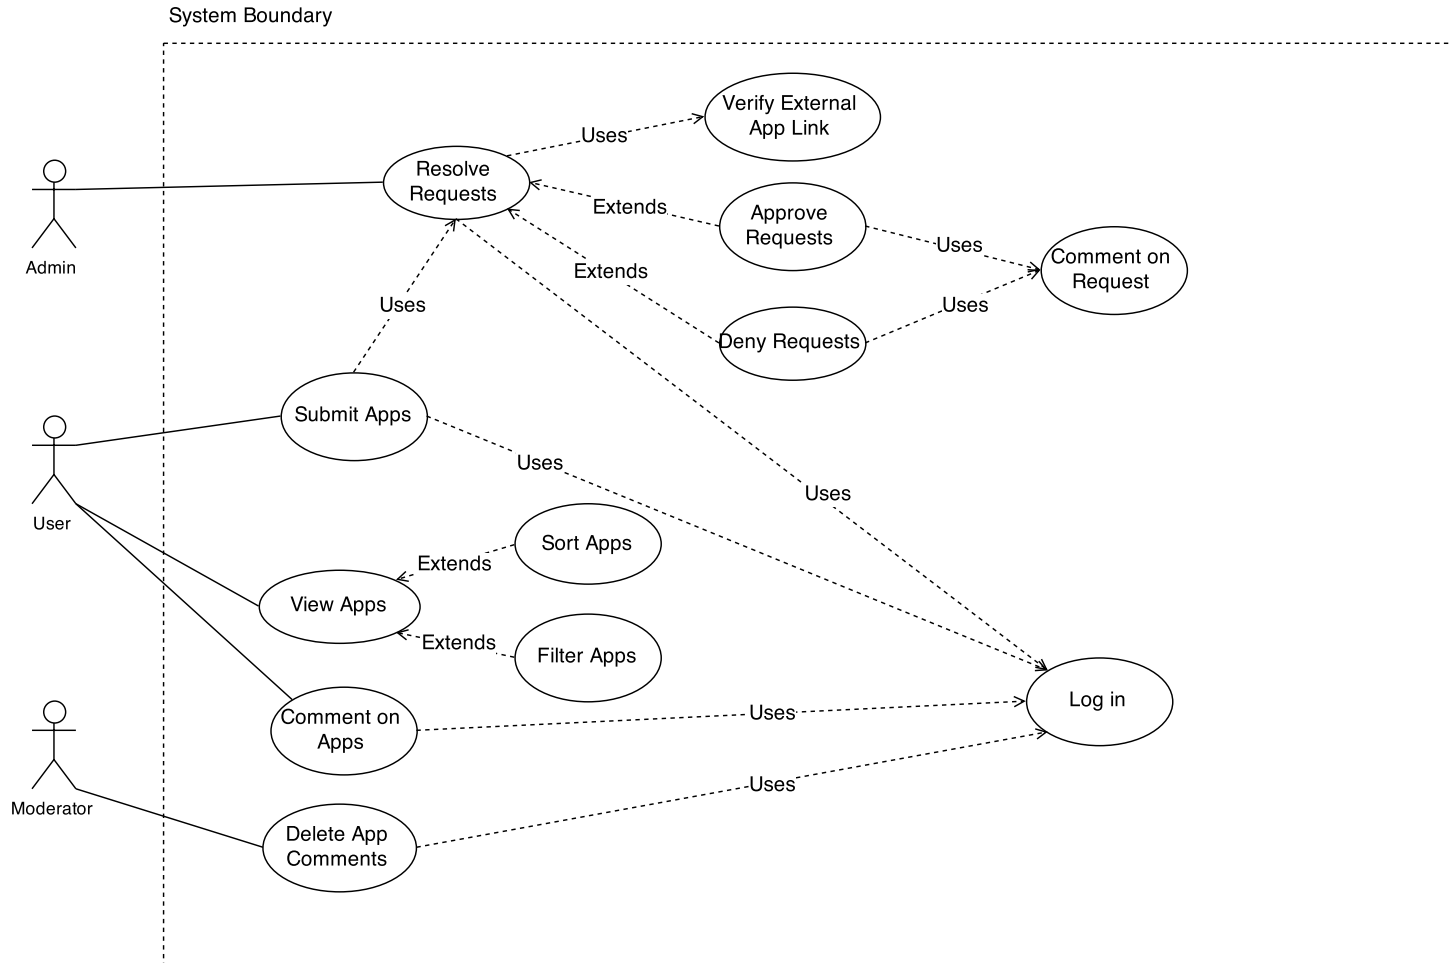 System Boundary
Verify External
App Link
Uses
Resolve
Requests
Extends
Approve
Requests
Uses
Comment on
Request
Admin
Extends
Uses
Uses
Deny Requests
Submit Apps
Uses
Uses
User
Sort Apps
Extends
View Apps
Extends
Filter Apps
Log in
Comment on
Apps
Uses
Moderator
Uses
Delete App
Comments